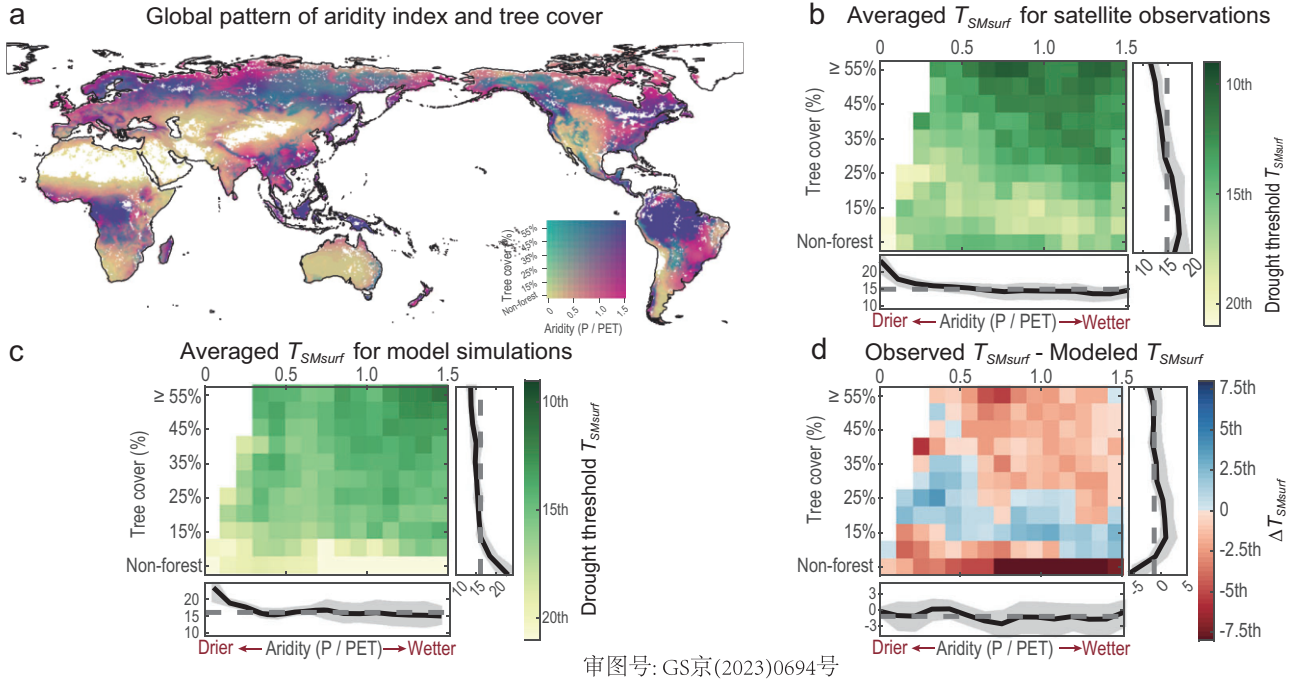 a
Global pattern of aridity index and tree cover
Tree cover (%)
55%
45%
35%
25%
15%
Non-forest
0
0.5
1.0
1.5
Aridity (P / PET)
b
Averaged T_SMsurf for satellite observations
0 0.5 1.0 1.5
Tree cover (%)
≥ 55%
45%
35%
25%
15%
Non-forest
10 15 20
20
15
10
Drier Aridity (P / PET) Wetter
10th
15th
20th
Drought threshold T_SMsurf
c
Averaged T_SMsurf for model simulations
0 0.5 1.0 1.5
Tree cover (%)
≥ 55%
45%
35%
25%
15%
Non-forest
10 15 20
20
15
10
Drier Aridity (P / PET) Wetter
10th
15th
20th
Drought threshold T_SMsurf
d
Observed T_SMsurf - Modeled T_SMsurf
0 0.5 1.0 1.5
Tree cover (%)
≥ 55%
45%
35%
25%
15%
Non-forest
-5 0 5
3
0
-3
Drier Aridity (P / PET) Wetter
7.5th
5th
2.5th
0
-2.5th
-5th
-7.5th
Δ T_SMsurf
审图号: GS京(2023)0694号